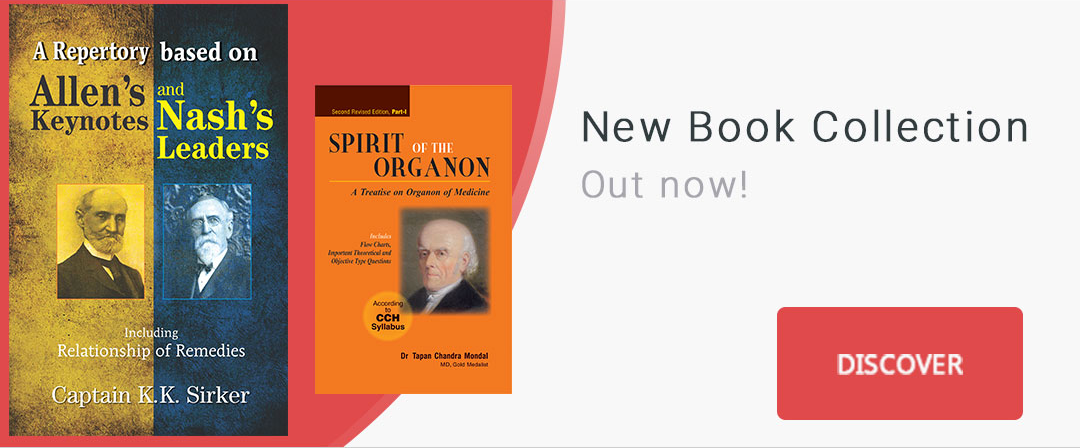 A Repertory based on
Allen's and
Keynotes Nash's
Leaders
Including
Relationship of Remedies
Captain K.K. Sirker
Second Revised Edition, Part-I
SPIRIT OF THE
ORGANON
A Treatise on Organon of Medicine
Includes
Flow Charts,
Important Theoretical and
Objective Type Questions
According
to
CCH
Syllabus
Dr Tapan Chandra Mondal
MD, Gold Medalist
New Book Collection
Out now!
DISCOVER